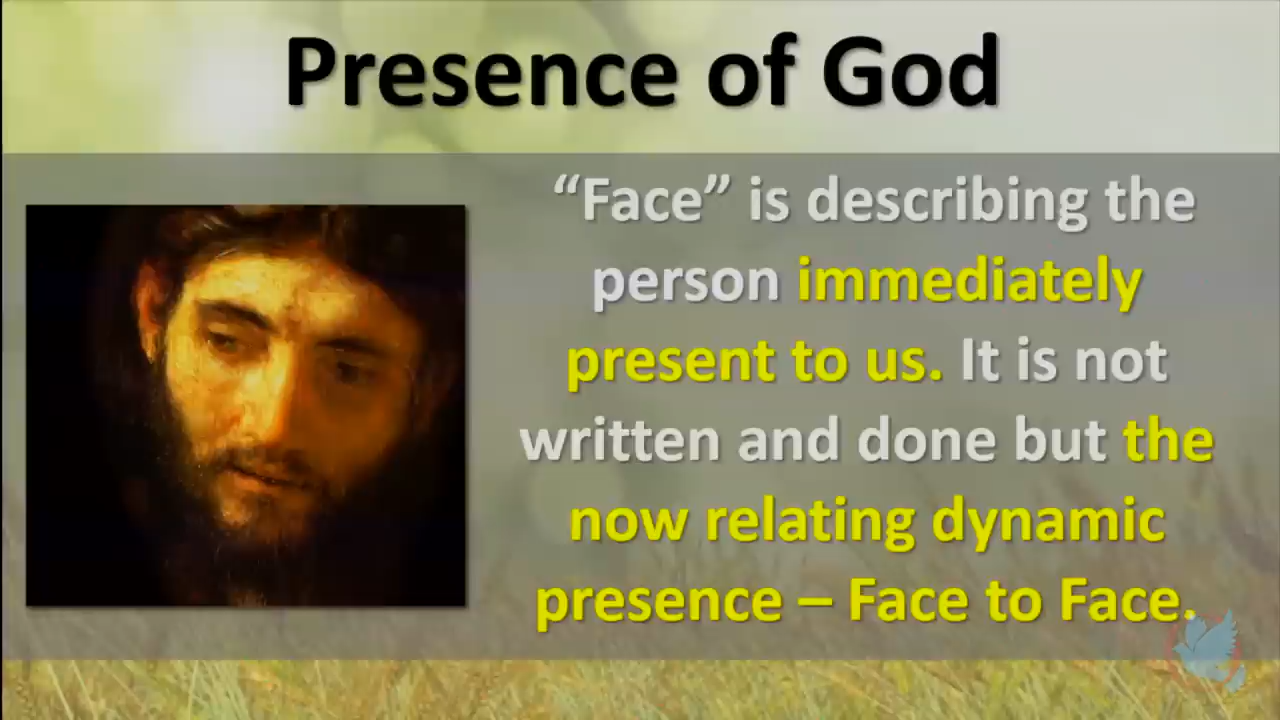 Presence of God
“Face” is describing the
person immediately
present to us. It is not
written and done but the
now relating dynamic
presence – Face to Face.